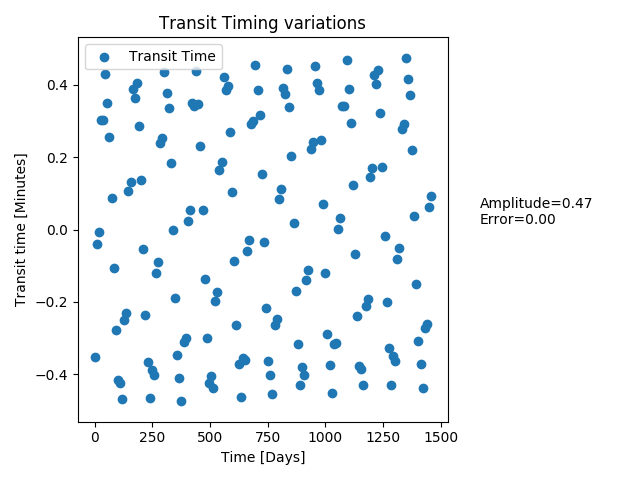 Transit Timing variations
Transit Time
0.4
0.2
0.0
−0.2
−0.4
Transit time [Minutes]
0
250
500
750
1000
1250
1500
Time [Days]
Amplitude=0.47
Error=0.00